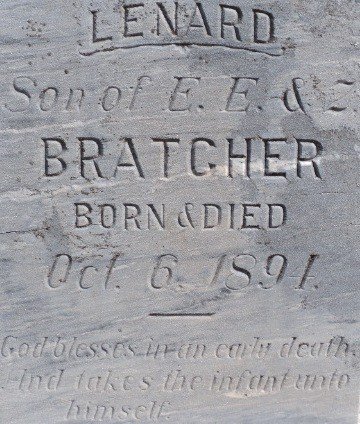 LENARD
Son of E. E. &
BRATCHER
BORN & DIED
Oct. 6, 1891.
God blesses in an early death,
And takes the infant unto
himself.